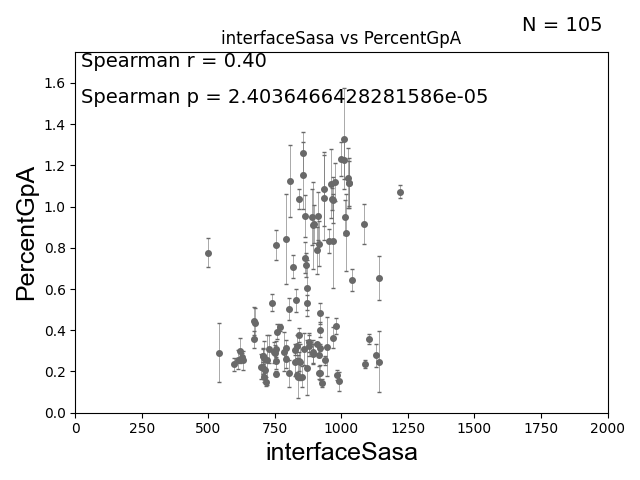 N = 105
interfaceSasa vs PercentGpA
Spearman r = 0.40
Spearman p = 2.4036466428281586e-05
PercentGpA
1.6
1.4
1.2
1.0
0.8
0.6
0.4
0.2
0.0
0 250 500 750 1000 1250 1500 1750 2000
interfaceSasa